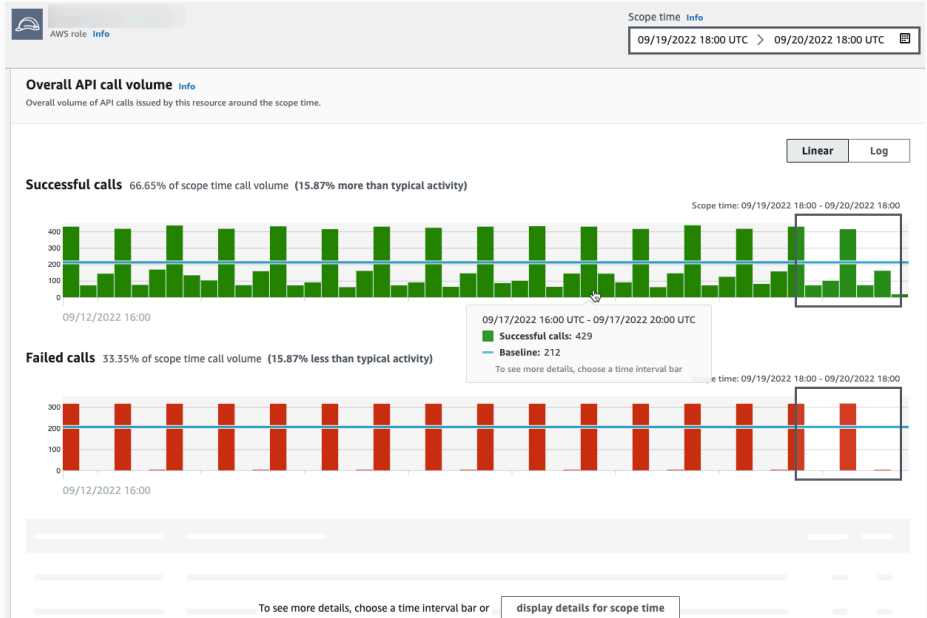 Scope time Info
AWS role Info
09/19/2022 18:00 UTC > 09/20/2022 18:00 UTC
Overall API call volume Info
Overall volume of API calls issued by this resource around the scope time.
Linear Log
Successful calls 66.65% of scope time call volume (15.87% more than typical activity)
Scope time: 09/19/2022 18:00 - 09/20/2022 18:00
400
300
200
100
0
09/12/2022 16:00
09/17/2022 16:00 UTC - 09/17/2022 20:00 UTC
Successful calls: 429
Baseline: 212
To see more details, choose a time interval bar
Failed calls 33.35% of scope time call volume (15.87% less than typical activity)
e time: 09/19/2022 18:00 - 09/20/2022 18:00
300
200
100
0
09/12/2022 16:00
To see more details, choose a time interval bar or display details for scope time